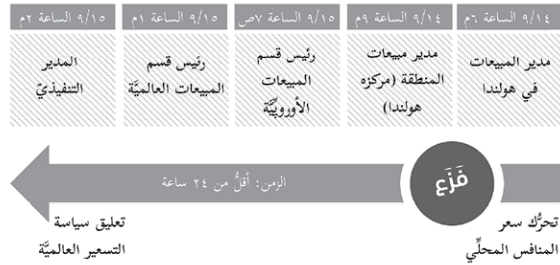 ٩/١٤ الساعة ٦م
٩/١٤ الساعة ٩م
٩/١٥ الساعة ٧ص
٩/١٥ الساعة ١م
٩/١٥ الساعة ٢م
مدير المبيعات
في هولندا
مدير مبيعات
المنطقة (مركزه
هولندا)
رئيس قسم
المبيعات
الأوروبِّيَّة
رئيس قسم
المبيعات العالميَّة
المدير
التنفيذيّ
فَزَع
الزمن: أقلُّ من ٢٤ ساعة
تحرُّك سعر
المنافس المحلِّي
تعليق سياسة
التسعير العالميَّة